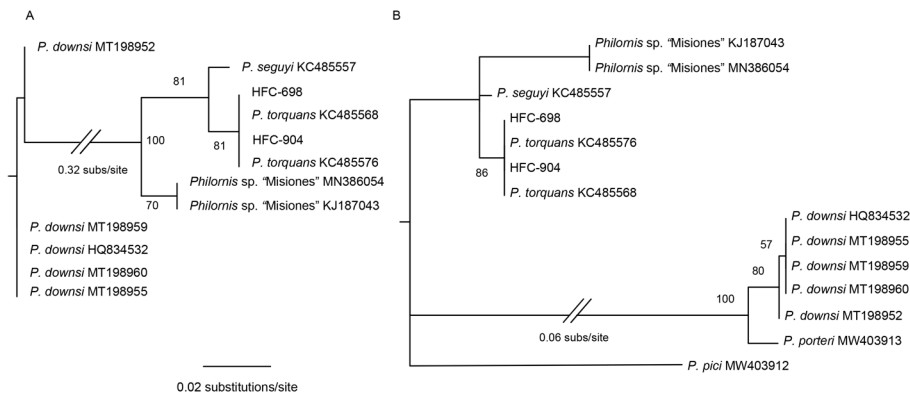 A
P. downsi MT198952
P. seguyi KC485557
81
HFC-698
P. torquans KC485568
HFC-904
81
100
P. torquans KC485576
0.32 subs/site
Philornis sp. “Misiones” MN386054
Philornis sp. “Misiones” KJ187043
70
P. downsi MT198959
P. downsi HQ834532
P. downsi MT198960
P. downsi MT198955
0.02 substitutions/site
B
Philornis sp. “Misiones” KJ187043
Philornis sp. “Misiones” MN386054
P. seguyi KC485557
HFC-698
P. torquans KC485576
HFC-904
86
P. torquans KC485568
P. downsi HQ834532
57
P. downsi MT198955
P. downsi MT198959
80
P. downsi MT198960
100
P. downsi MT198952
0.06 subs/site
P. porteri MW403913
P. pici MW403912